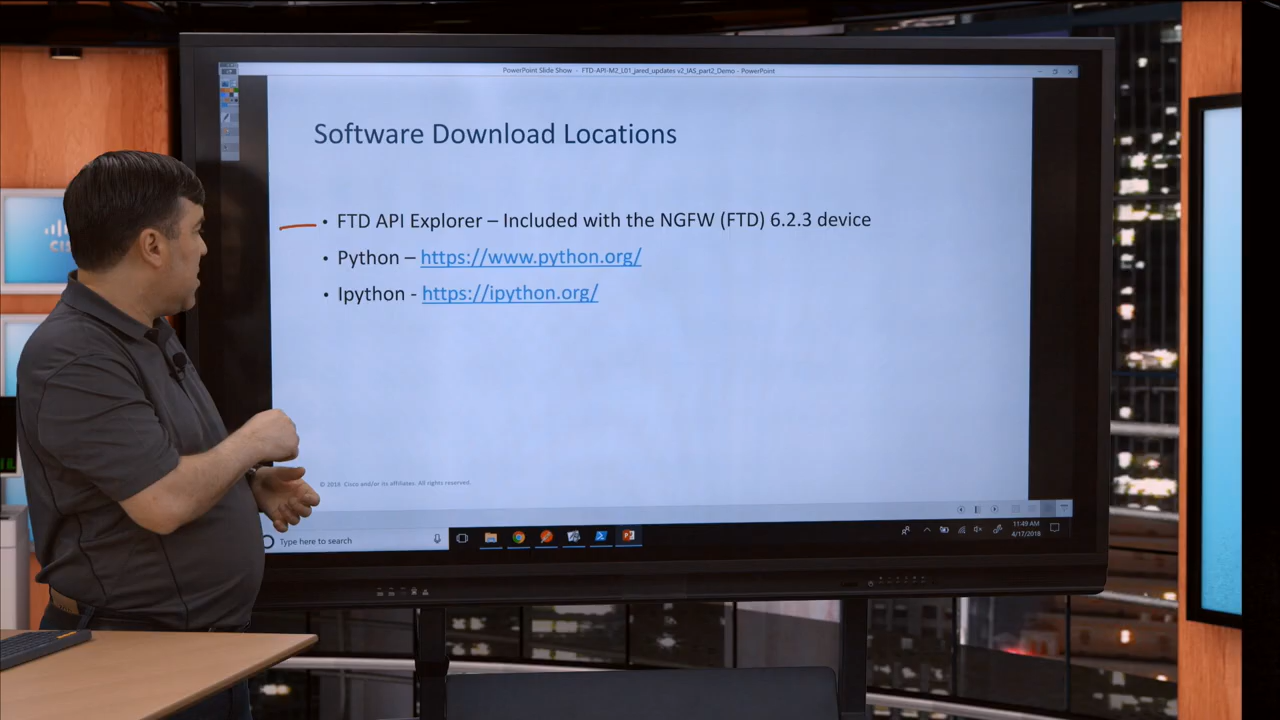 PowerPoint Slide Show - FTD-API-M2_L01_jared_updates v2_IAS_part2_Demo - PowerPoint
Software Download Locations
• FTD API Explorer – Included with the NGFW (FTD) 6.2.3 device
• Python – https://www.python.org/
• Ipython - https://ipython.org/
© 2018 Cisco and/or its affiliates. All rights reserved.
Type here to search
11:49 AM
4/17/2018